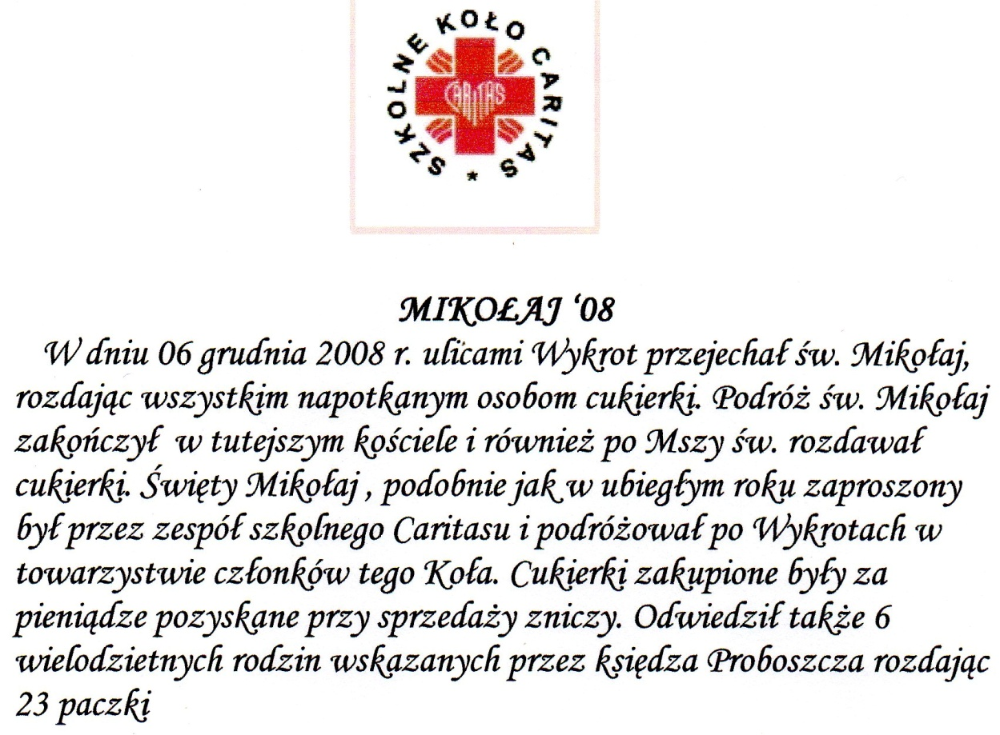 SZKOLNE KOŁO CARITAS *
CARITAS
MIKOŁAJ ‘08
W dniu 06 grudnia 2008 r. ulicami Wykrot przejechał św. Mikołaj,
rozdając wszystkim napotkanym osobom cukierki. Podróż św. Mikołaj
zakończył w tutejszym kościele i również po Mszy św. rozdawał
cukierki. Święty Mikołaj , podobnie jak w ubiegłym roku zaproszony
był przez zespół szkolnego Caritasu i podróżował po Wykrotach w
towarzystwie członków tego Koła. Cukierki zakupione były za
pieniądze pozyskane przy sprzedaży zniczy. Odwiedził także 6
wielodzietnych rodzin wskazanych przez księdza Proboszcza rozdając
23 paczki